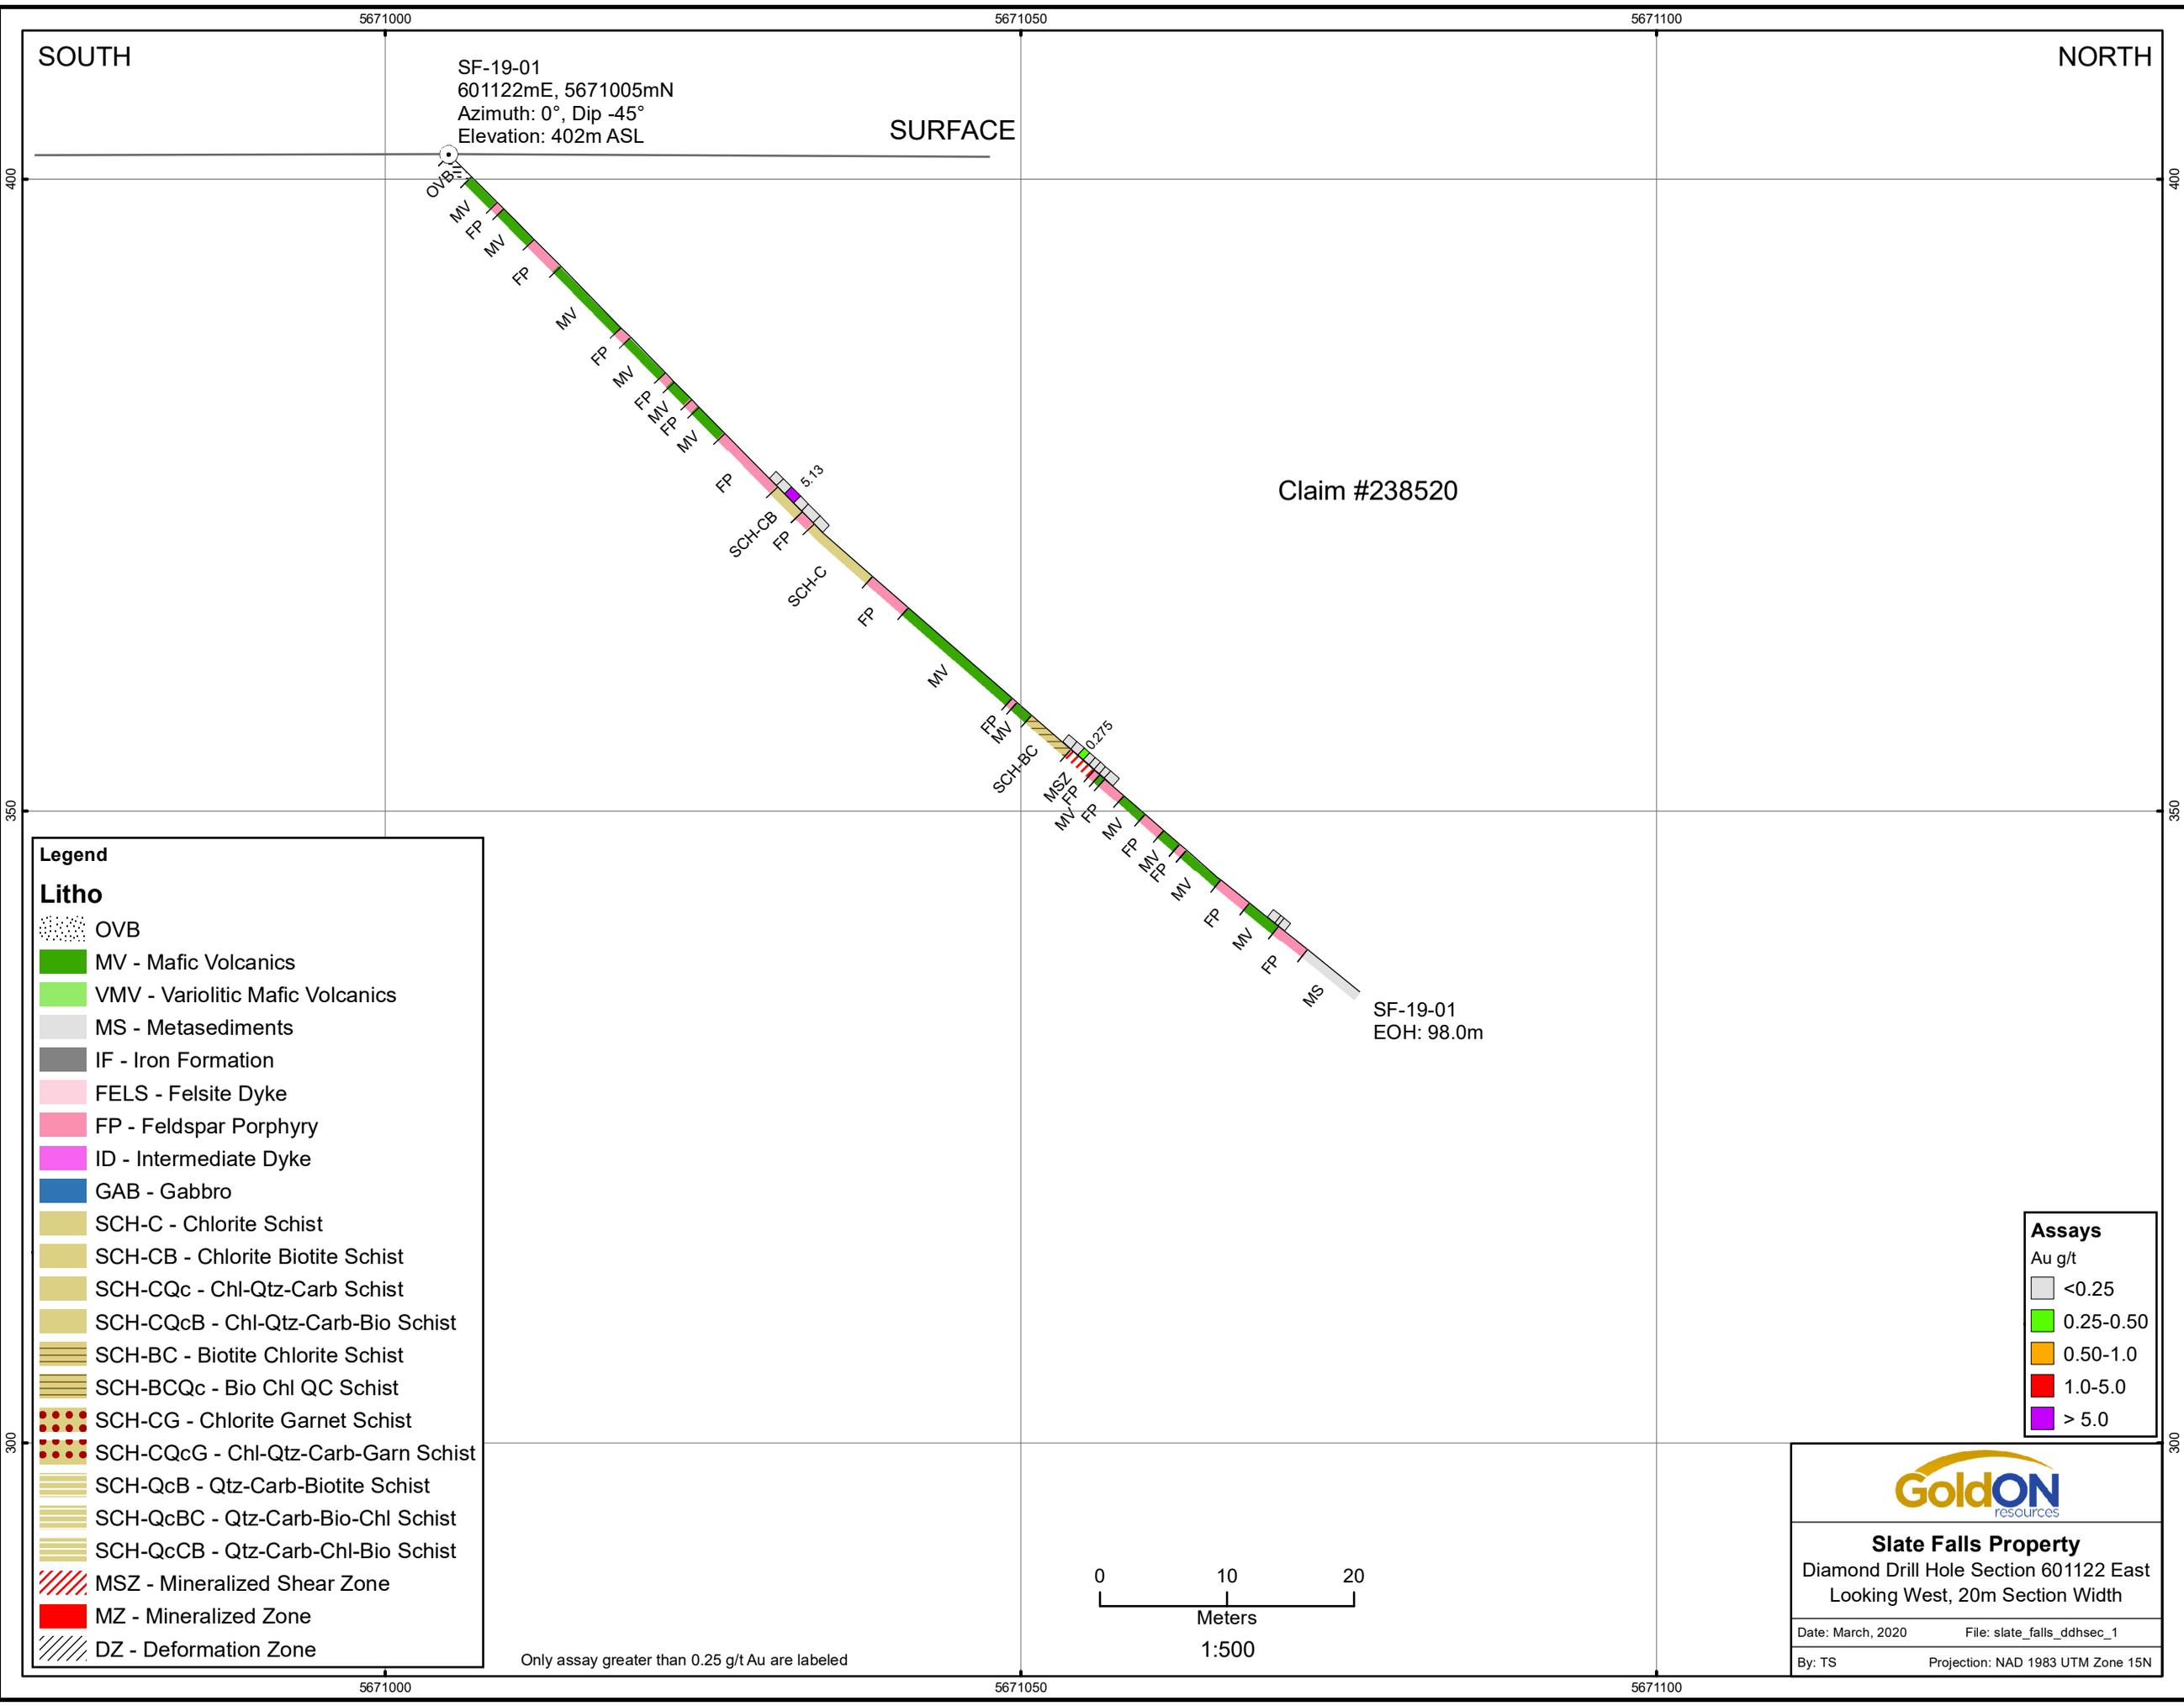 5671000
5671050
5671100
SOUTH
NORTH
SF-19-01
601122mE, 5671005mN
Azimuth: 0°, Dip -45°
Elevation: 402m ASL
SURFACE
400
400
OVB
MV
FP
MV
FP
MV
FP
MV
FP
MV
FP
MV
FP
5.13
Claim #238520
SCH-CB
FP
SCH-C
FP
MV
FP
MV
0.275
SCH-BC
MSZ
FP
MV
FP
350
350
MV
FP
MV
FP
MV
FP
MV
FP
MS
SF-19-01
EOH: 98.0m
Legend
Litho
OVB
MV - Mafic Volcanics
VMV - Variolitic Mafic Volcanics
MS - Metasediments
IF - Iron Formation
FELS - Felsite Dyke
FP - Feldspar Porphyry
ID - Intermediate Dyke
GAB - Gabbro
SCH-C - Chlorite Schist
SCH-CB - Chlorite Biotite Schist
SCH-CQc - Chl-Qtz-Carb Schist
SCH-CQcB - Chl-Qtz-Carb-Bio Schist
SCH-BC - Biotite Chlorite Schist
SCH-BCQc - Bio Chl QC Schist
SCH-CG - Chlorite Garnet Schist
SCH-CQcG - Chl-Qtz-Carb-Garn Schist
SCH-QcB - Qtz-Carb-Biotite Schist
SCH-QcBC - Qtz-Carb-Bio-Chl Schist
SCH-QcCB - Qtz-Carb-Chl-Bio Schist
MSZ - Mineralized Shear Zone
MZ - Mineralized Zone
DZ - Deformation Zone
Assays
Au g/t
<0.25
0.25-0.50
0.50-1.0
1.0-5.0
> 5.0
300
300
GoldON
resources
Slate Falls Property
Diamond Drill Hole Section 601122 East
Looking West, 20m Section Width
Date: March, 2020 File: slate_falls_ddhsec_1
By: TS Projection: NAD 1983 UTM Zone 15N
0 10 20
Meters
1:500
Only assay greater than 0.25 g/t Au are labeled
5671000
5671050
5671100